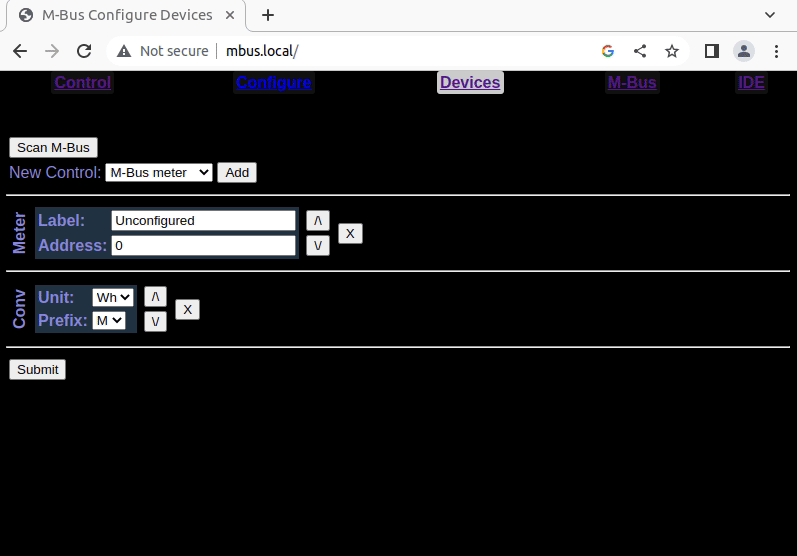 M-Bus Configure Devices
Not secure mbus.local/
Control Configure Devices M-Bus IDE
Scan M-Bus
New Control: M-Bus meter Add
Meter
Label: Unconfigured /\
Address: 0 \/
X
Conv
Unit: Wh /\
Prefix: M \/
X
Submit